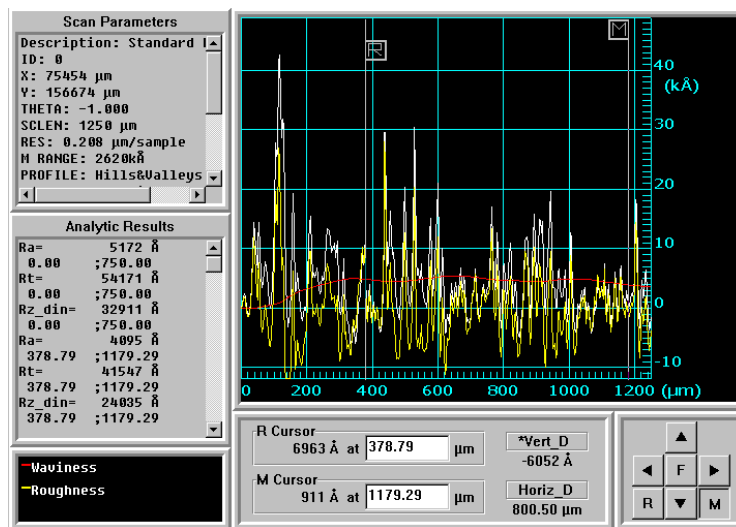 Scan Parameters
Description: Standard
ID: 0
X: 75454 µm
Y: 156674 µm
THETA: -1.000
SCLEN: 1250 µm
RES: 0.208 µm/sample
M RANGE: 2620kÅ
PROFILE: Hills&Valleys
Analytic Results
Ra= 5172 Å
0.00 ;750.00
Rt= 54171 Å
0.00 ;750.00
Rz_din= 32911 Å
0.00 ;750.00
Ra= 4095 Å
378.79 ;1179.29
Rt= 41547 Å
378.79 ;1179.29
Rz_din= 24035 Å
378.79 ;1179.29
Waviness
Roughness
R
M
40
(kÅ)
30
20
10
0
-10
0 200 400 600 800 1000 1200 (µm)
R Cursor
6963 Å at 378.79 µm
M Cursor
911 Å at 1179.29 µm
*Vert_D
-6052 Å
Horiz_D
800.50 µm
F
R M